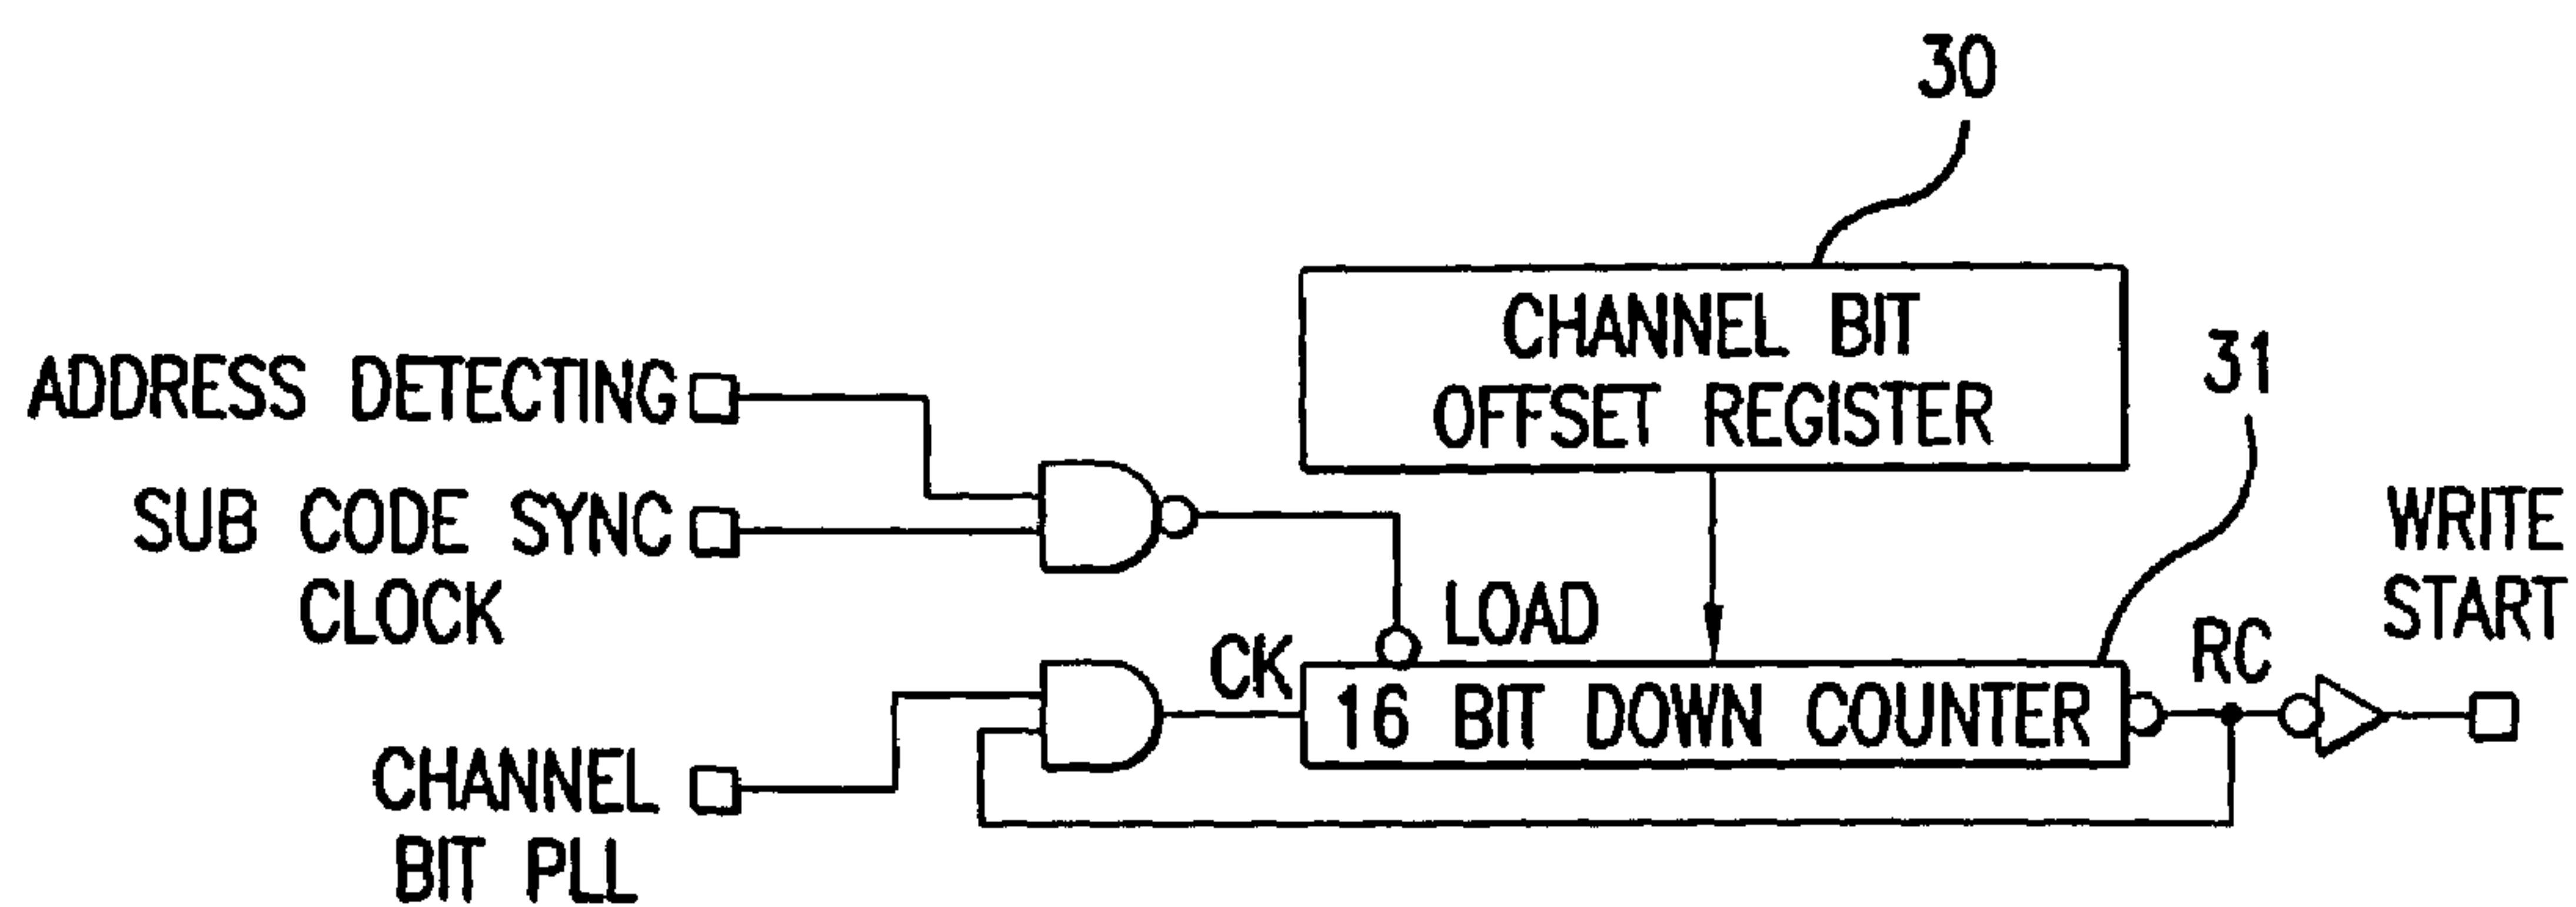 30
CHANNEL BIT
OFFSET REGISTER
31
ADDRESS DETECTING
SUB CODE SYNC
CLOCK
LOAD
WRITE
START
CK
16 BIT DOWN COUNTER
RC
CHANNEL
BIT PLL